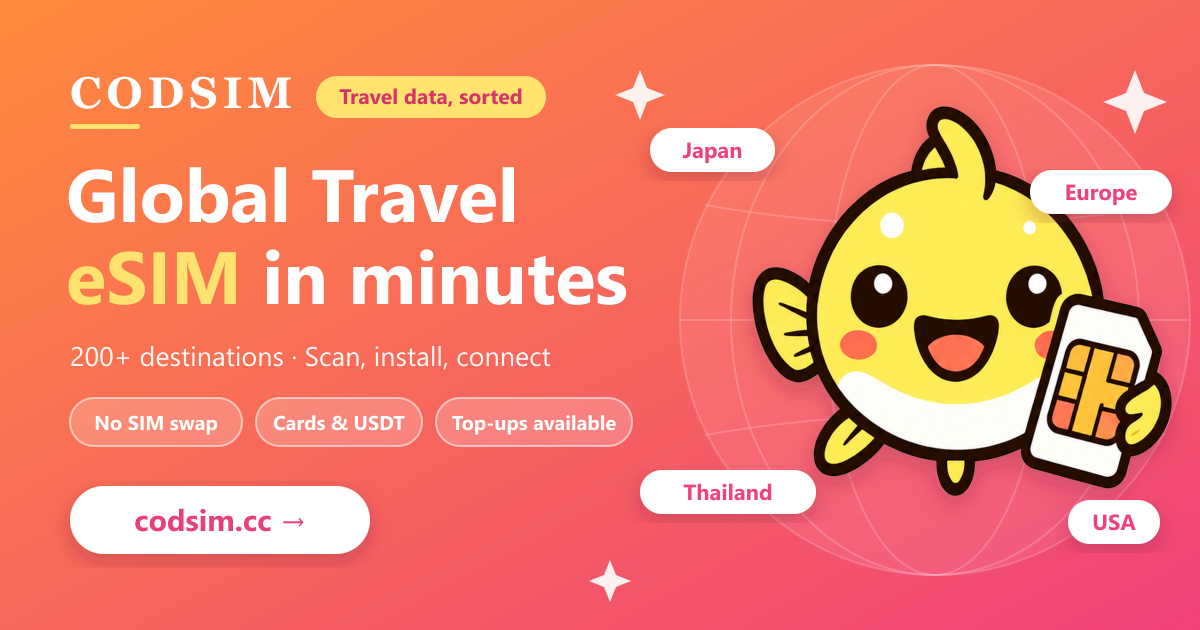 CODSIM
Travel data, sorted
Global Travel
eSIM in minutes
200+ destinations · Scan, install, connect
No SIM swap
Cards & USDT
Top-ups available
codsim.cc →
Japan
Europe
Thailand
USA